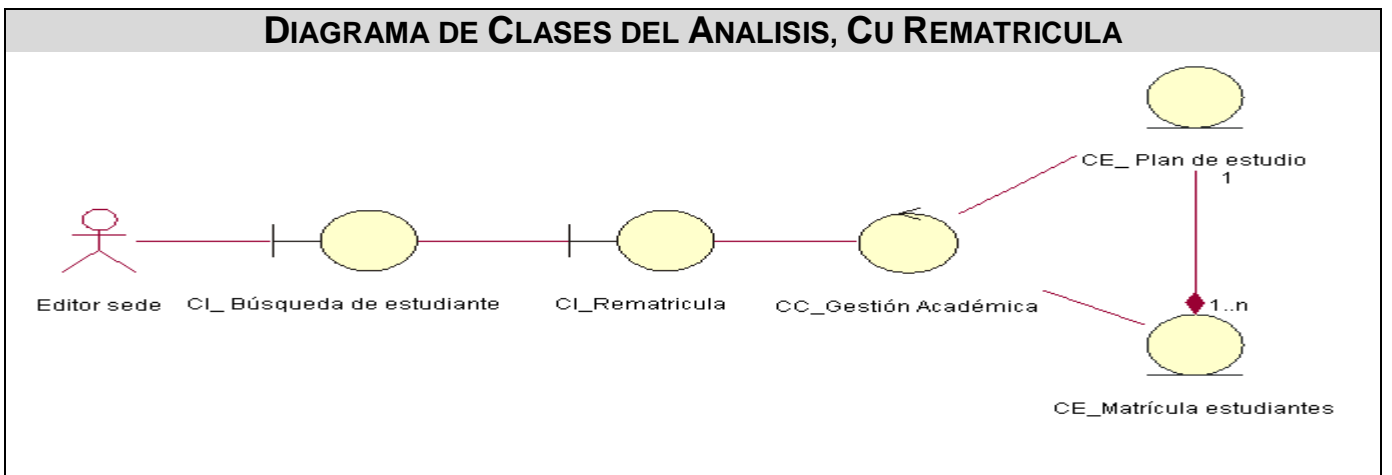 DIAGRAMA DE CLASES DEL ANALISIS, CU REMATRICULA
CE_ Plan de estudio
1
Editor sede
CI_ Búsqueda de estudiante
CI_Rematricula
CC_Gestión Académica
1..n
CE_Matrícula estudiantes